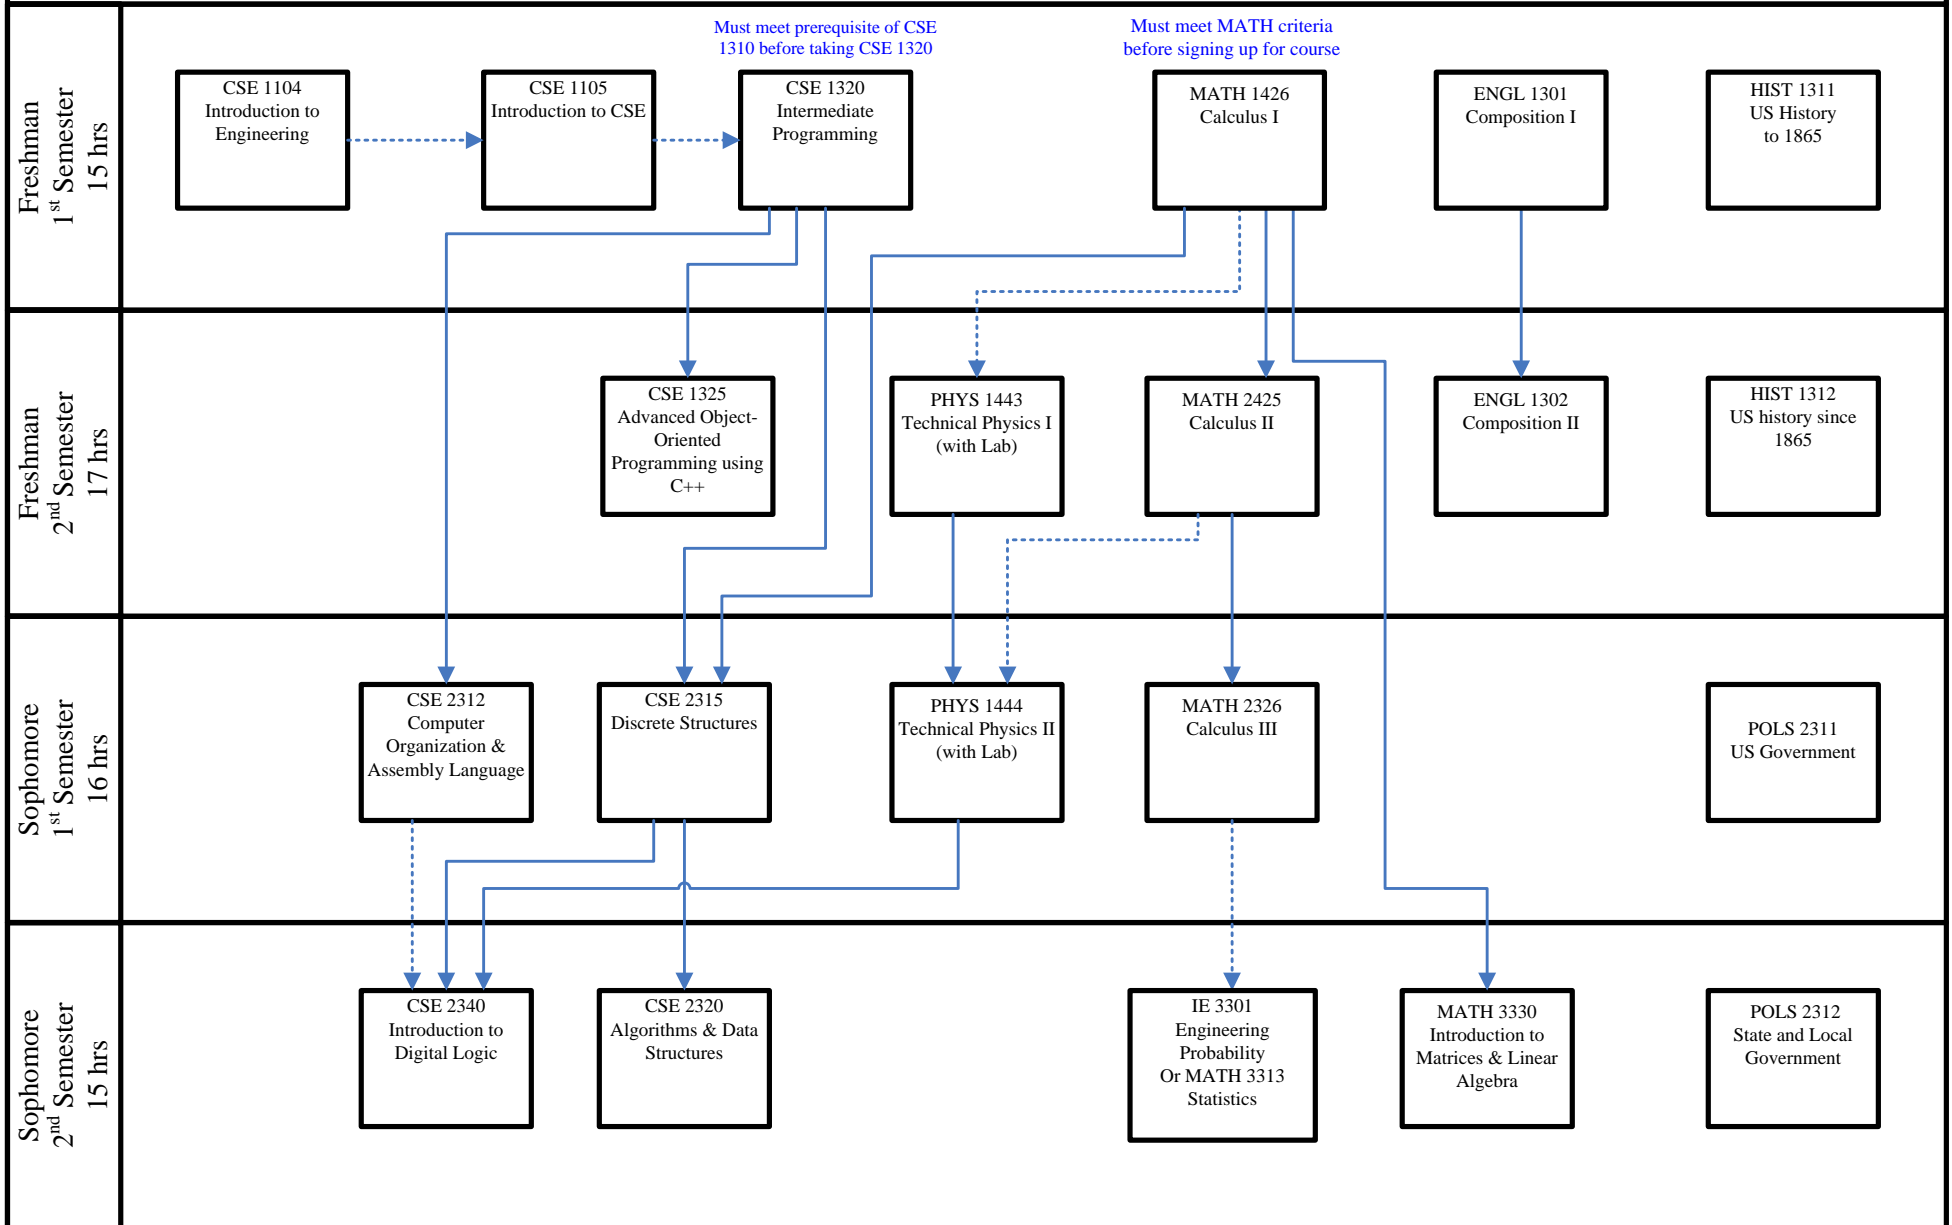 Must meet prerequisite of CSE
1310 before taking CSE 1320
Must meet MATH criteria
before signing up for course
Freshman
1st Semester
15 hrs
CSE 1104
Introduction to
Engineering
CSE 1105
Introduction to CSE
CSE 1320
Intermediate
Programming
MATH 1426
Calculus I
ENGL 1301
Composition I
HIST 1311
US History
to 1865
Freshman
2nd Semester
17 hrs
CSE 1325
Advanced Object-
Oriented
Programming using
C++
PHYS 1443
Technical Physics I
(with Lab)
MATH 2425
Calculus II
ENGL 1302
Composition II
HIST 1312
US history since
1865
Sophomore
1st Semester
16 hrs
CSE 2312
Computer
Organization &
Assembly Language
CSE 2315
Discrete Structures
PHYS 1444
Technical Physics II
(with Lab)
MATH 2326
Calculus III
POLS 2311
US Government
Sophomore
2nd Semester
15 hrs
CSE 2340
Introduction to
Digital Logic
CSE 2320
Algorithms & Data
Structures
IE 3301
Engineering
Probability
Or MATH 3313
Statistics
MATH 3330
Introduction to
Matrices & Linear
Algebra
POLS 2312
State and Local
Government